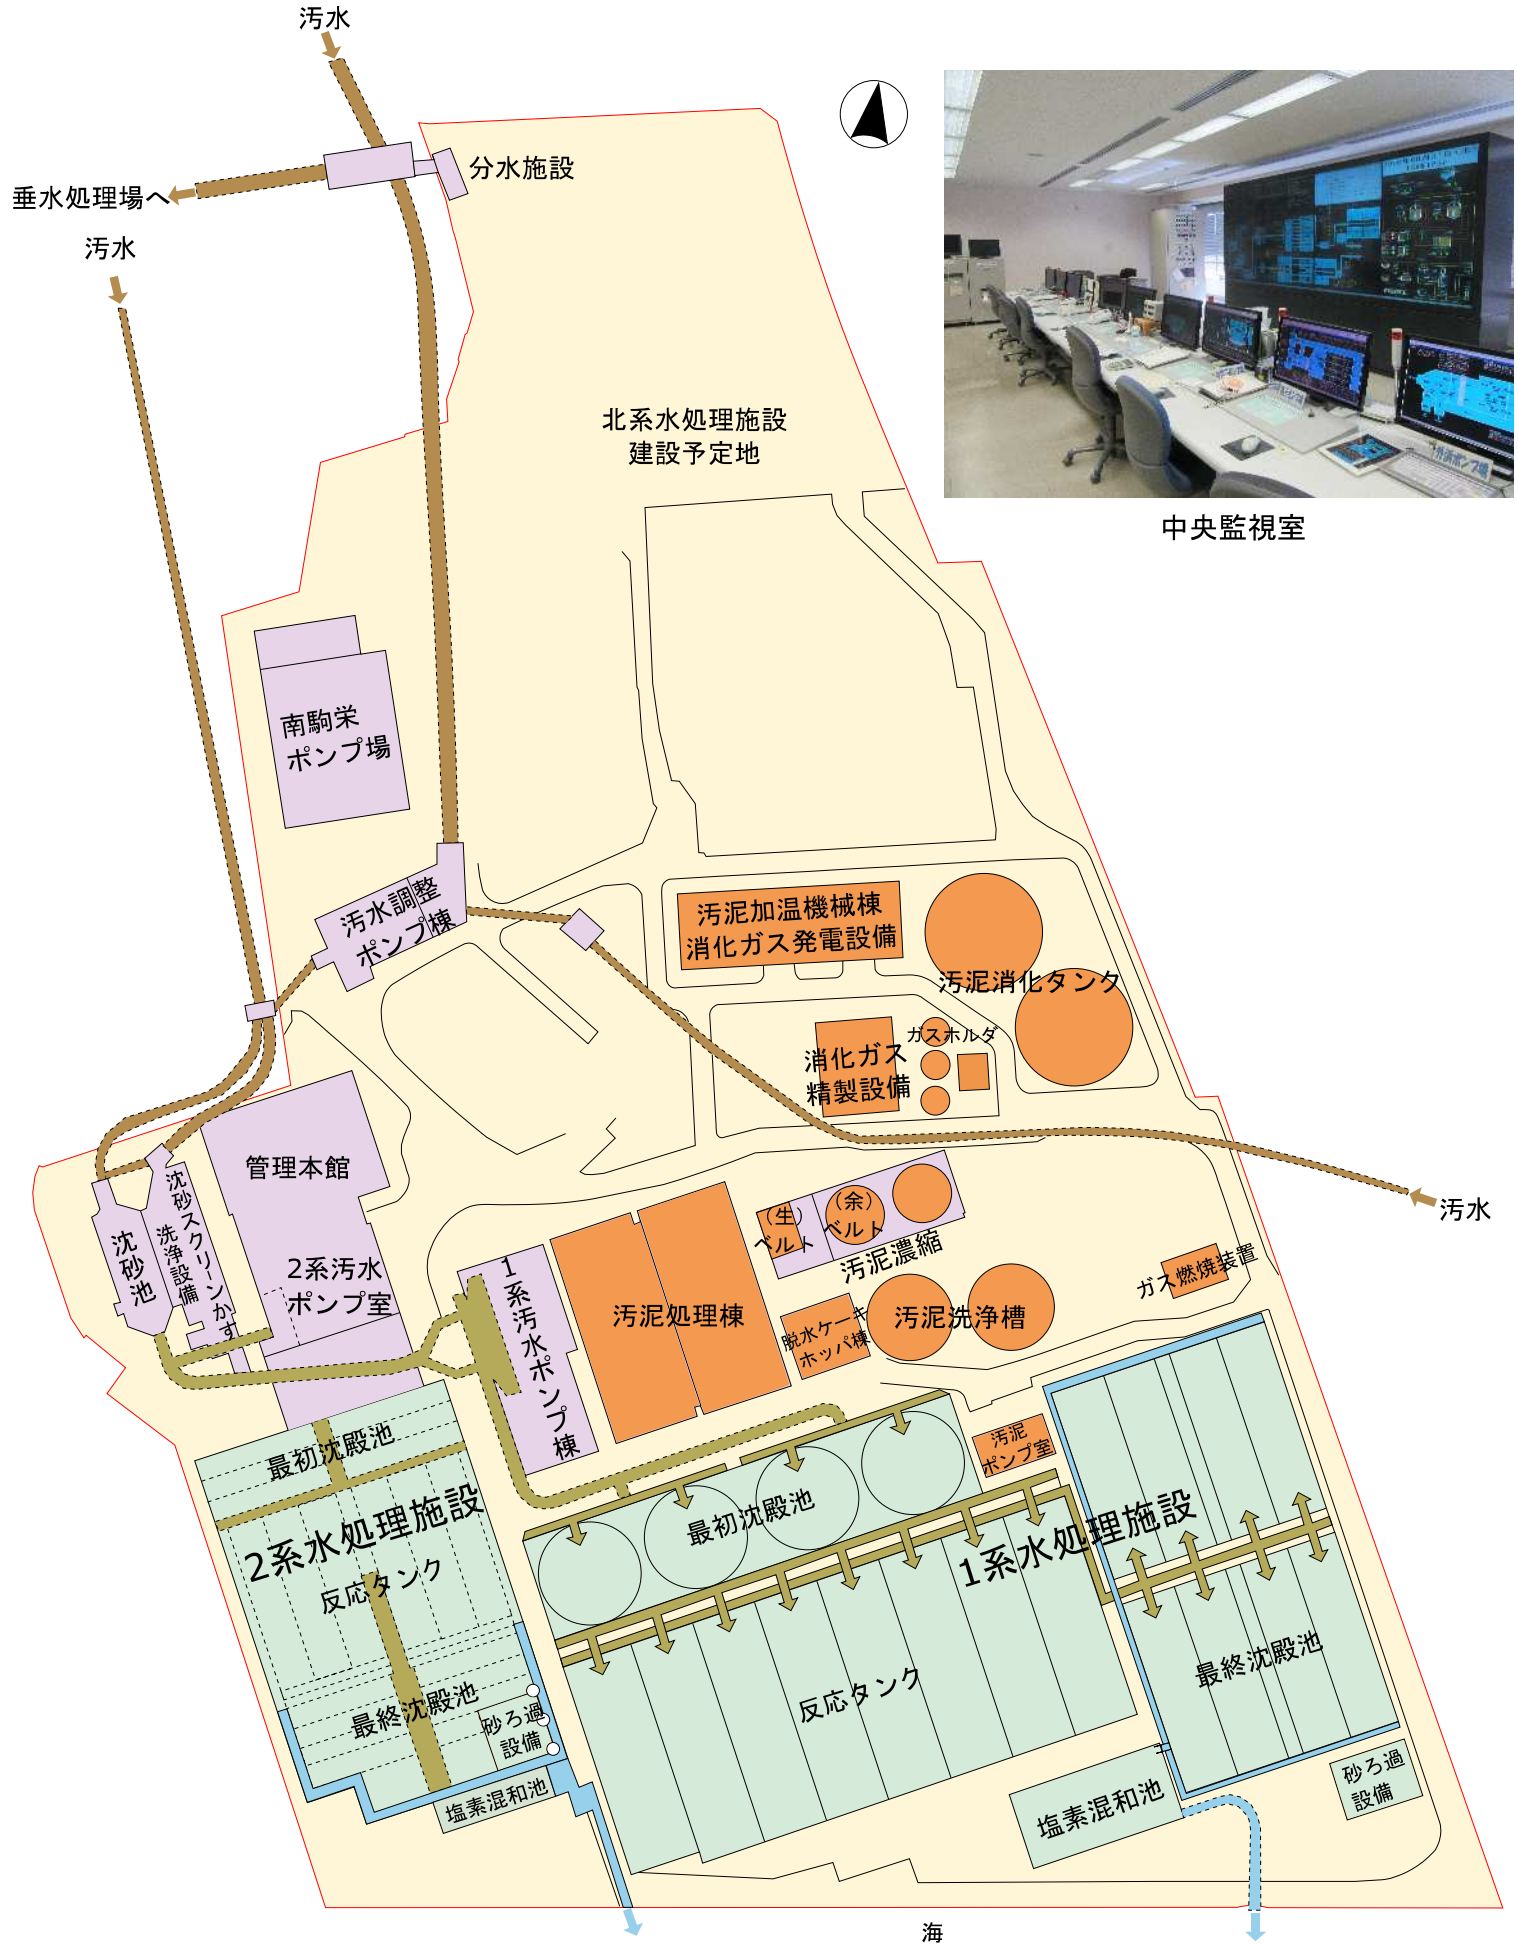 汚水
分水施設
垂水処理場へ
汚水
北系水処理施設
建設予定地
中央監視室
南駒栄
ポンプ場
汚水調整
ポンプ棟
汚泥加温機械棟
消化ガス発電設備
汚泥消化タンク
ガスホルダ
消化ガス
精製設備
汚水
管理本館
沈砂池
沈砂スクリーンかす
洗浄設備
2系汚水
ポンプ室
1系汚水ポンプ棟
汚泥処理棟
（生）
ベルト
（余）
ベルト
汚泥濃縮
脱水ケーキ
ホッパ棟
汚泥洗浄槽
ガス燃焼装置
汚泥
ポンプ室
最初沈殿池
2系水処理施設
反応タンク
最終沈殿池
砂ろ過
設備
塩素混和池
最初沈殿池
1系水処理施設
反応タンク
最終沈殿池
塩素混和池
砂ろ過
設備
海